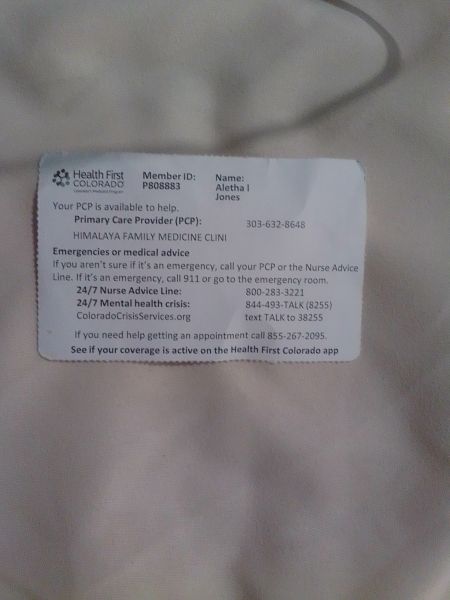 Health First
COLORADO
Colorado's Medicaid Program
Member ID:
P808883
Name:
Aletha I
Jones
Your PCP is available to help.
Primary Care Provider (PCP): 303-632-8648
HIMALAYA FAMILY MEDICINE CLINI
Emergencies or medical advice
If you aren't sure if it's an emergency, call your PCP or the Nurse Advice
Line. If it's an emergency, call 911 or go to the emergency room.
24/7 Nurse Advice Line: 800-283-3221
24/7 Mental health crisis: 844-493-TALK (8255)
ColoradoCrisisServices.org text TALK to 38255
If you need help getting an appointment call 855-267-2095.
See if your coverage is active on the Health First Colorado app